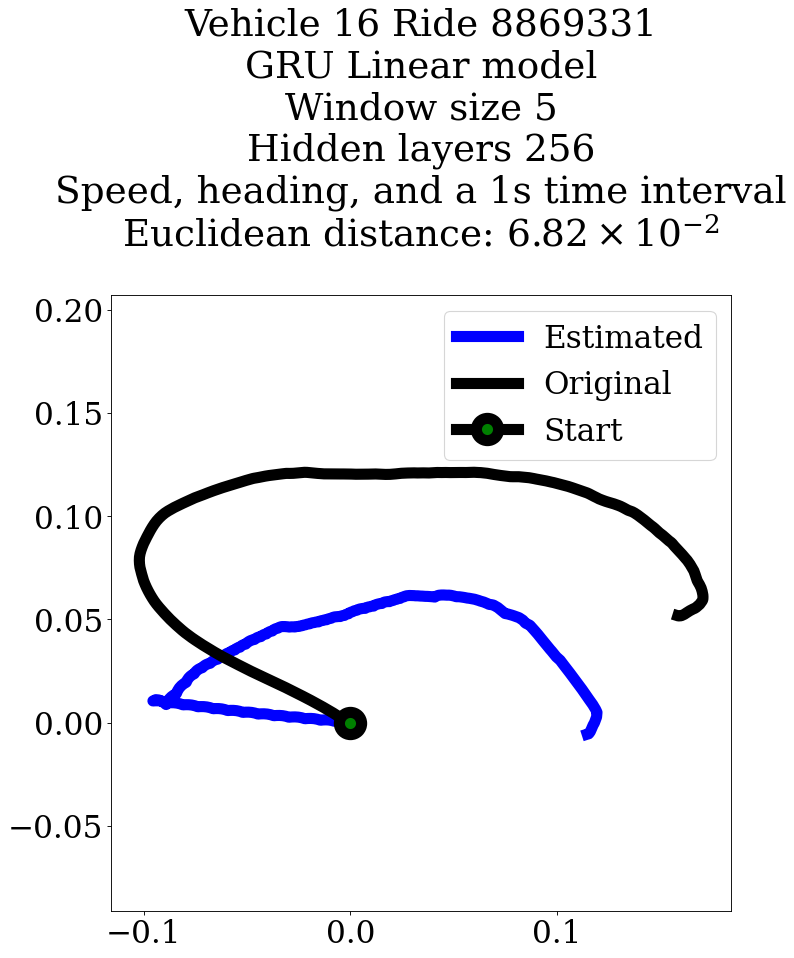 Vehicle 16 Ride 8869331
GRU Linear model
Window size 5
Hidden layers 256
Speed, heading, and a 1s time interval
Euclidean distance: 6.82 × 10⁻²
0.20
0.15
0.10
0.05
0.00
−0.05
−0.1
0.0
0.1
Estimated
Original
Start